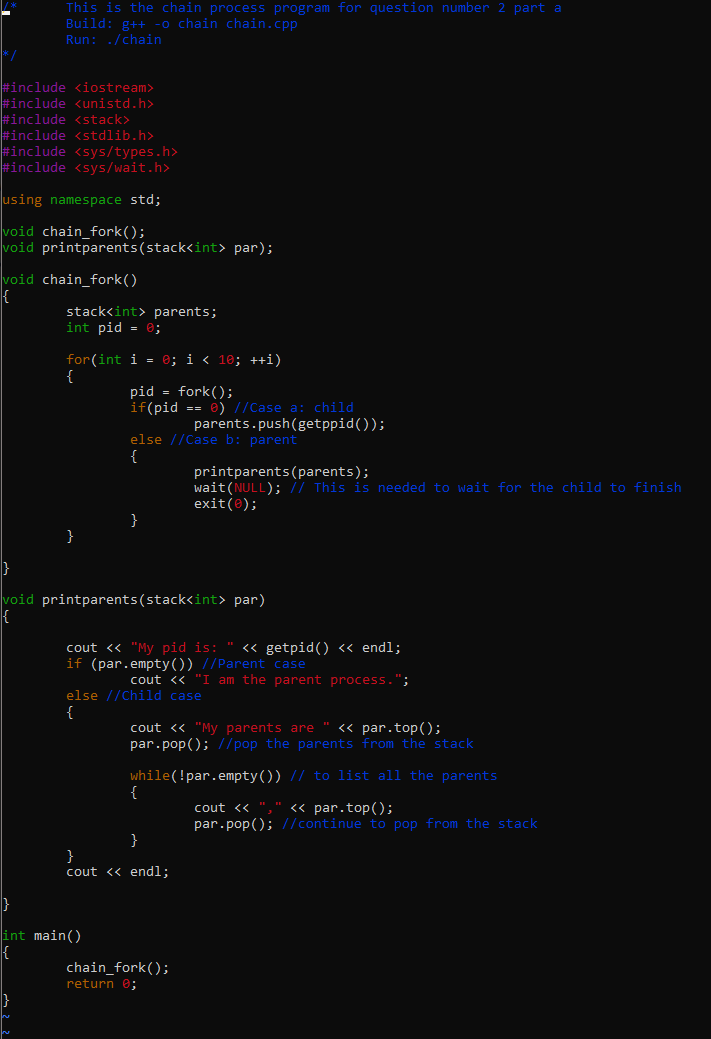 /*      This is the chain process program for question number 2 part a
        Build: g++ -o chain chain.cpp
        Run: ./chain
*/

#include <iostream>
#include <unistd.h>
#include <stack>
#include <stdlib.h>
#include <sys/types.h>
#include <sys/wait.h>

using namespace std;

void chain_fork();
void printparents(stack<int> par);

void chain_fork()
{
        stack<int> parents;
        int pid = 0;

        for(int i = 0; i < 10; ++i)
        {
                pid = fork();
                if(pid == 0) //Case a: child
                        parents.push(getppid());
                else //Case b: parent
                {
                        printparents(parents);
                        wait(NULL); // This is needed to wait for the child to finish
                        exit(0);
                }
        }

}

void printparents(stack<int> par)
{

        cout << "My pid is: " << getpid() << endl;
        if (par.empty()) //Parent case
                cout << "I am the parent process.";
        else //Child case
        {
                cout << "My parents are " << par.top();
                par.pop(); //pop the parents from the stack

                while(!par.empty()) // to list all the parents
                {
                        cout << "," << par.top();
                        par.pop(); //continue to pop from the stack
                }
        }
        cout << endl;

}

int main()
{
        chain_fork();
        return 0;
}
~
~